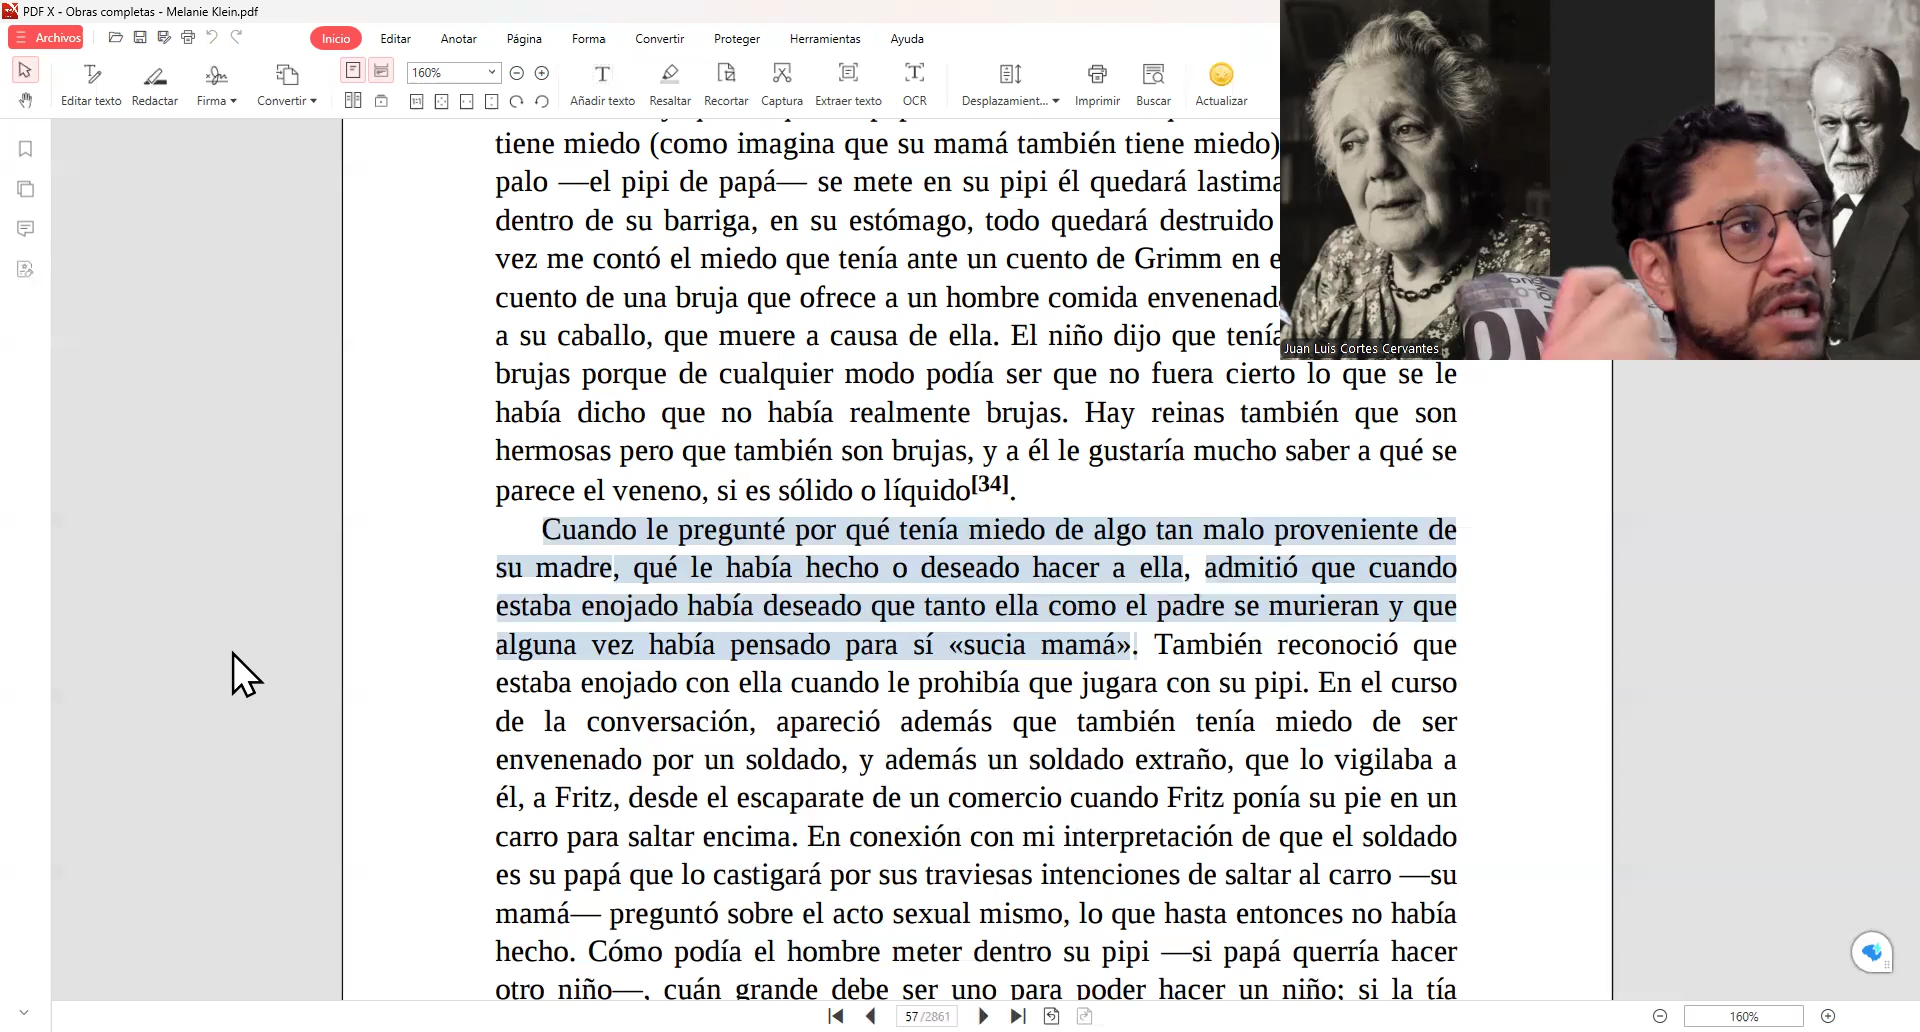 PDF X - Obras completas - Melanie Klein.pdf
Archivos
Inicio Editar Anotar Página Forma Convertir Proteger Herramientas Ayuda
Editar texto Redactar Firma Convertir 160% Añadir texto Resaltar Recortar Captura Extraer texto OCR Desplazamient... Imprimir Buscar Actualizar
tiene miedo (como imagina que su mamá también tiene miedo)
palo —el pipi de papá— se mete en su pipi él quedará lastima
dentro de su barriga, en su estómago, todo quedará destruido
vez me contó el miedo que tenía ante un cuento de Grimm en e
cuento de una bruja que ofrece a un hombre comida envenenada
a su caballo, que muere a causa de ella. El niño dijo que tenía
brujas porque de cualquier modo podía ser que no fuera cierto lo que se le
había dicho que no había realmente brujas. Hay reinas también que son
hermosas pero que también son brujas, y a él le gustaría mucho saber a qué se
parece el veneno, si es sólido o líquido[34].
Cuando le pregunté por qué tenía miedo de algo tan malo proveniente de
su madre, qué le había hecho o deseado hacer a ella, admitió que cuando
estaba enojado había deseado que tanto ella como el padre se murieran y que
alguna vez había pensado para sí «sucia mamá». También reconoció que
estaba enojado con ella cuando le prohibía que jugara con su pipi. En el curso
de la conversación, apareció además que también tenía miedo de ser
envenenado por un soldado, y además un soldado extraño, que lo vigilaba a
él, a Fritz, desde el escaparate de un comercio cuando Fritz ponía su pie en un
carro para saltar encima. En conexión con mi interpretación de que el soldado
es su papá que lo castigará por sus traviesas intenciones de saltar al carro —su
mamá— preguntó sobre el acto sexual mismo, lo que hasta entonces no había
hecho. Cómo podía el hombre meter dentro su pipi —si papá querría hacer
otro niño—, cuán grande debe ser uno para poder hacer un niño; si la tía
Juan Luis Cortes Cervantes
57 /2861
160%